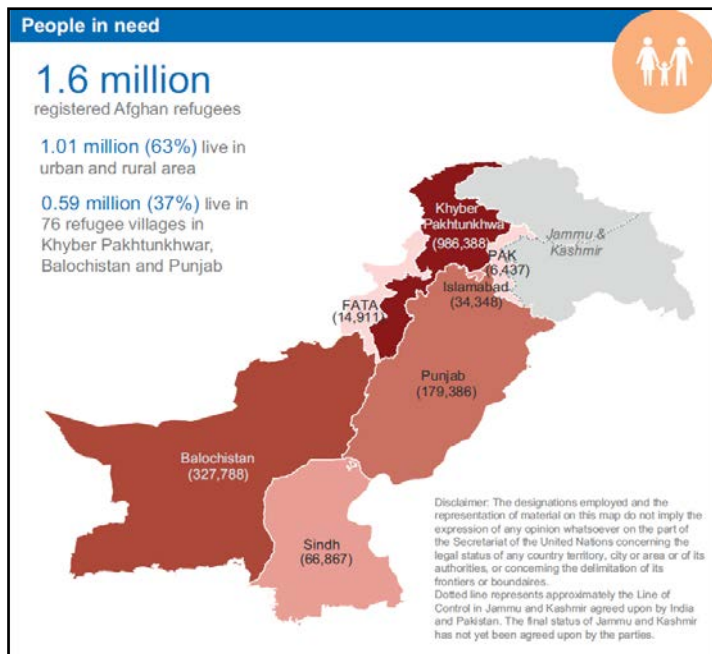 People in need
1.6 million
registered Afghan refugees
1.01 million (63%) live in
urban and rural area
0.59 million (37%) live in
76 refugee villages in
Khyber Pakhtunkhwar,
Balochistan and Punjab
Khyber
Pakhtunkhwa
(986,388)
Jammu &
Kashmir
PAK
(6,437)
Islamabad
(34,348)
FATA
(14,911)
Punjab
(179,386)
Balochistan
(327,788)
Sindh
(66,867)
Disclaimer: The designations employed and the
representation of material on this map do not imply the
expression of any opinion whatsoever on the part of
the Secretariat of the United Nations concerning the
legal status of any country territory, city or area or of its
authorities, or concerning the delimitation of its
frontiers or boundaires.
Dotted line represents approximately the Line of
Control in Jammu and Kashmir agreed upon by India
and Pakistan. The final status of Jammu and Kashmir
has not yet been agreed upon by the parties.